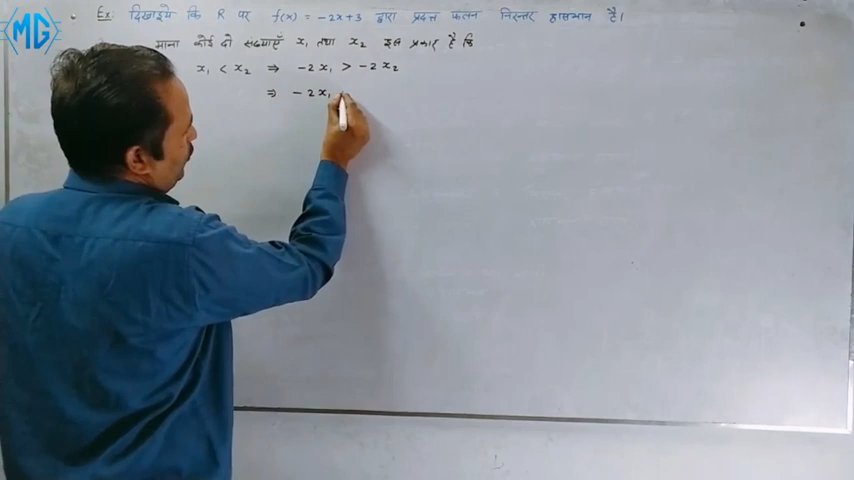 MG
Ex. दिखाइये कि R पर f(x) = -2x+3 द्वारा प्रदत्त फलन निरन्तर ह्रासमान है।
माना कोई दो संख्याएँ x₁ तथा x₂ इस प्रकार है कि
x₁ < x₂ ⇒ -2x₁ > -2x₂
⇒ -2x₁